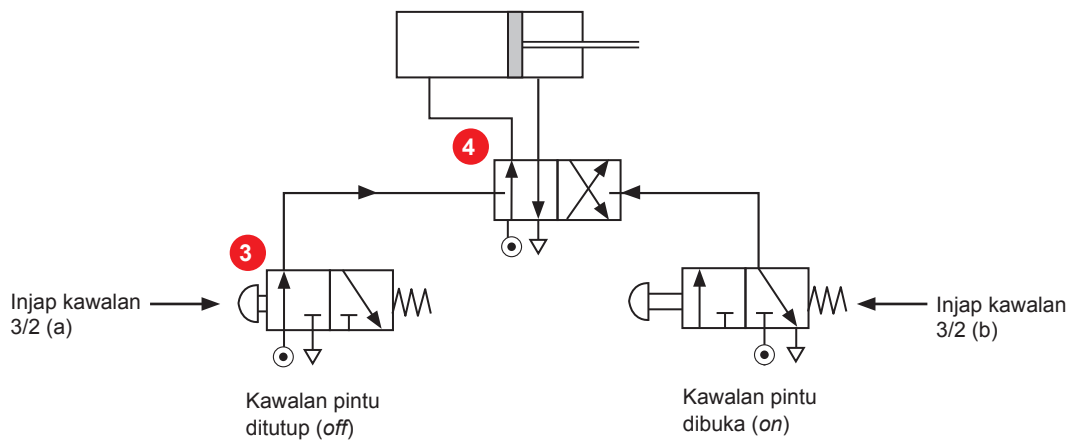 4
3
Injap kawalan
3/2 (a)
Injap kawalan
3/2 (b)
Kawalan pintu
ditutup (off)
Kawalan pintu
dibuka (on)